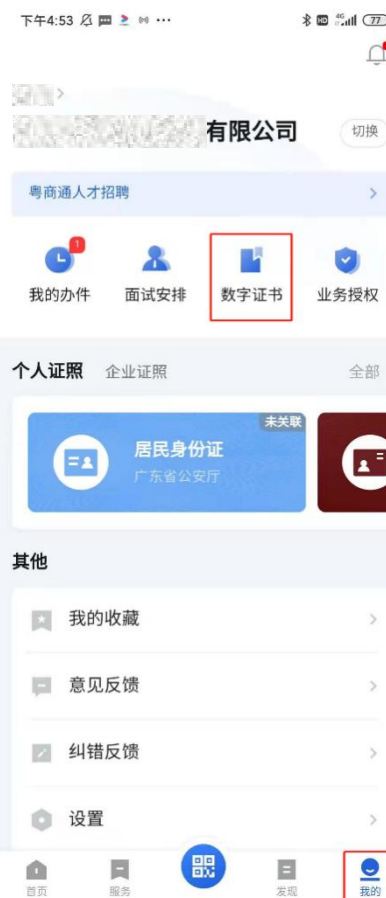 下午4:53
HD 4G 77
有限公司
切换
粤商通人才招聘
1
我的办件 面试安排 数字证书 业务授权
个人证照 企业证照 全部
未关联
居民身份证
广东省公安厅
其他
我的收藏
意见反馈
纠错反馈
设置
首页 服务 发现 我的